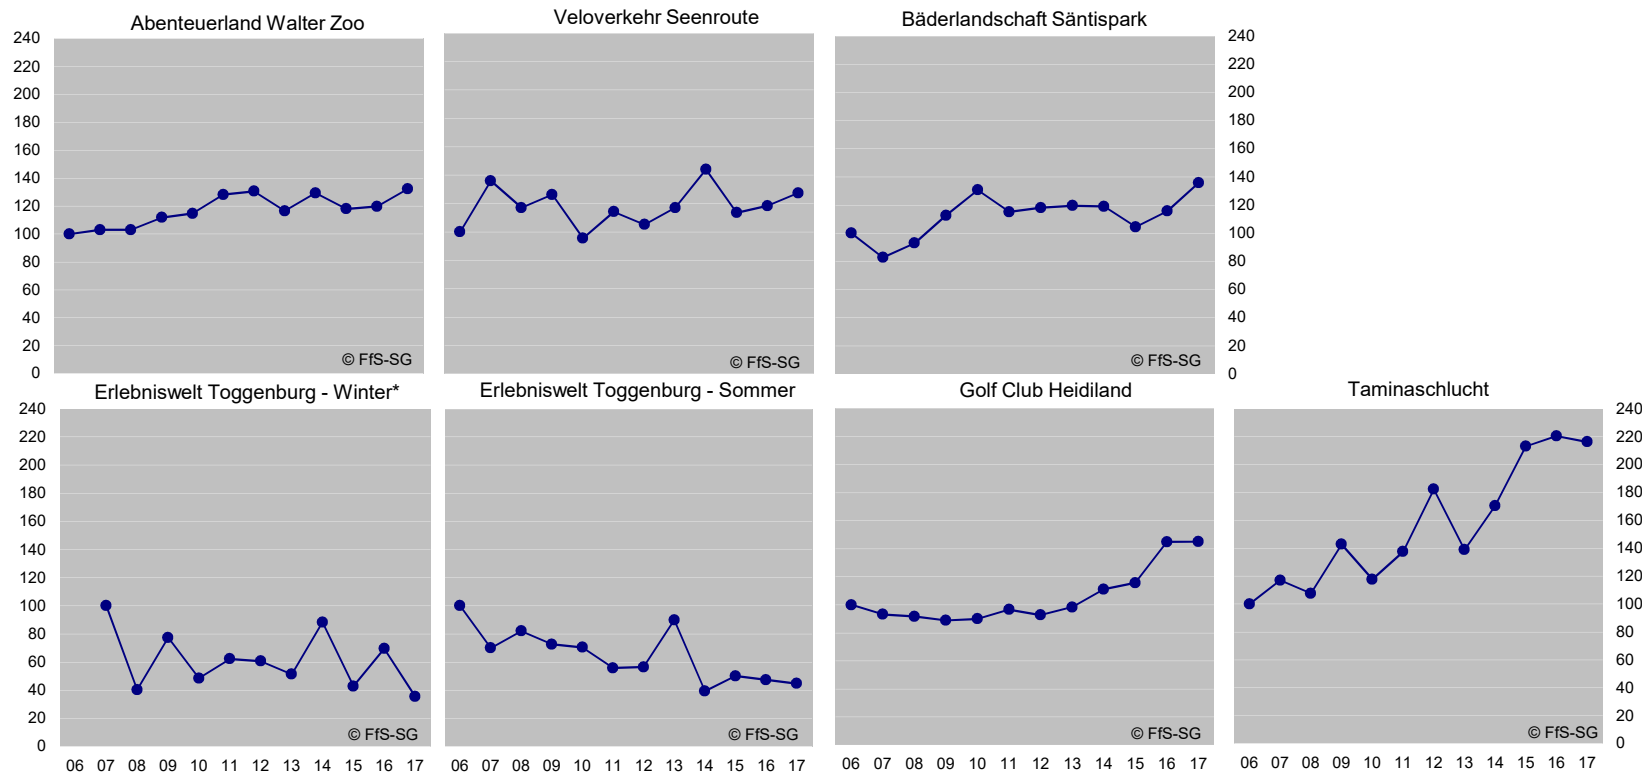 Abenteuerland Walter Zoo
Veloverkehr Seenroute
Bäderlandschaft Säntispark
240
220
200
180
160
140
120
100
80
60
40
20
0
© FfS-SG
© FfS-SG
© FfS-SG
240
220
200
180
160
140
120
100
80
60
40
20
0
Erlebniswelt Toggenburg - Winter*
Erlebniswelt Toggenburg - Sommer
Golf Club Heidiland
Taminaschlucht
240
220
200
180
160
140
120
100
80
60
40
20
0
© FfS-SG
© FfS-SG
© FfS-SG
© FfS-SG
240
220
200
180
160
140
120
100
80
60
40
20
0
06 07 08 09 10 11 12 13 14 15 16 17
06 07 08 09 10 11 12 13 14 15 16 17
06 07 08 09 10 11 12 13 14 15 16 17
06 07 08 09 10 11 12 13 14 15 16 17